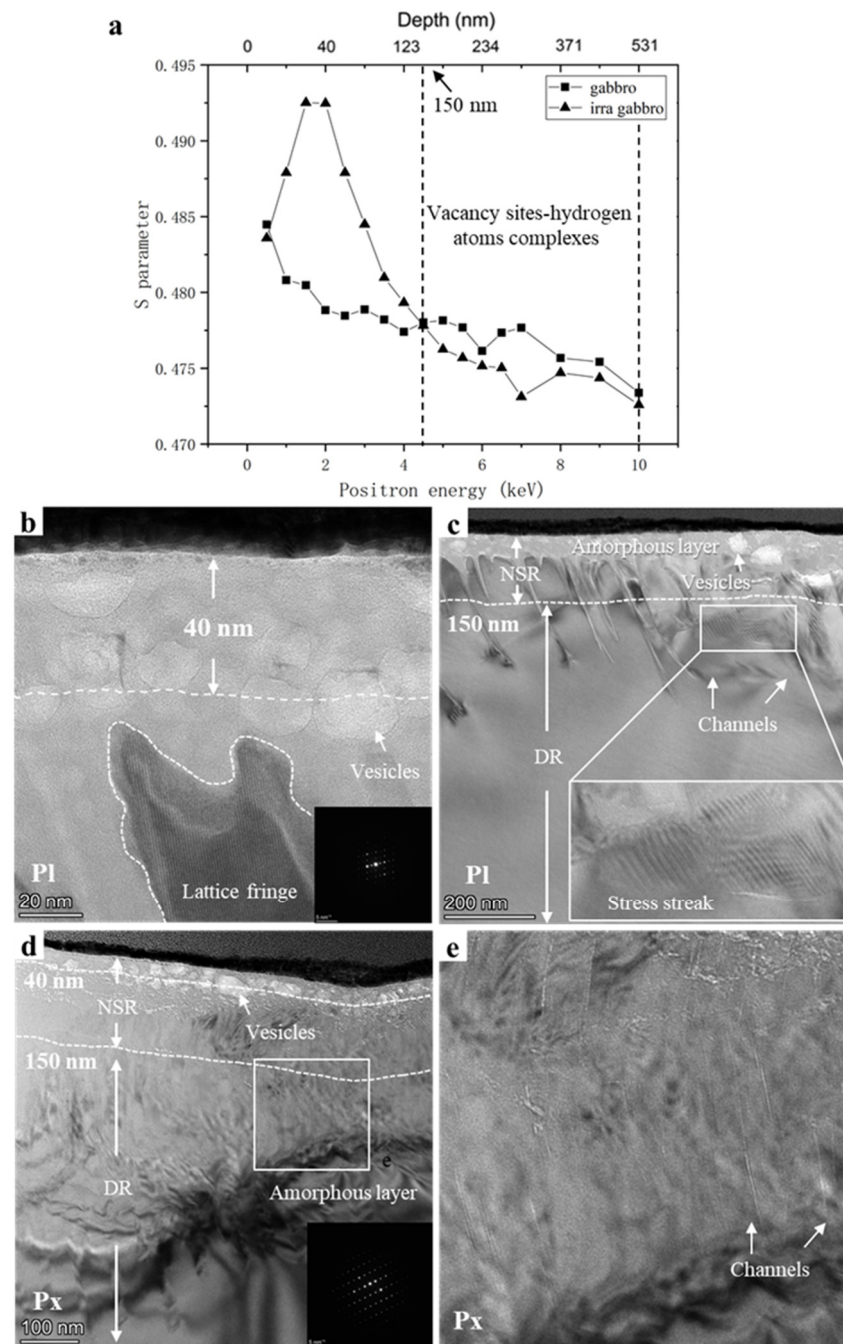 a
Depth (nm)
0 40 123 234 371 531
0.495
0.490
0.485
0.480
0.475
0.470
S parameter
150 nm
gabbro
irra gabbro
Vacancy sites-hydrogen
atoms complexes
0 2 4 6 8 10
Positron energy (keV)
b
40 nm
Vesicles
Lattice fringe
Pl
20 nm
c
Amorphous layer
NSR
Vesicles
150 nm
Channels
DR
Stress streak
Pl
200 nm
d
40 nm
NSR
Vesicles
150 nm
e
DR
Amorphous layer
Px
100 nm
e
Channels
Px